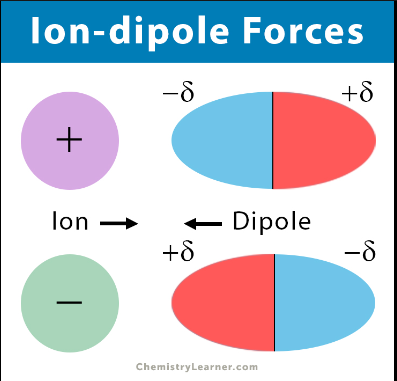 Ion-dipole Forces
−δ +δ
+
Ion → ← Dipole
+δ −δ
−
ChemistryLearner.com